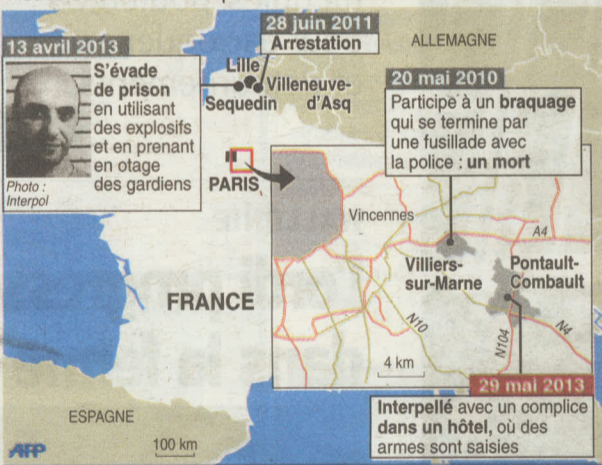 13 avril 2013
S'évade
de prison
en utilisant
des explosifs
et en prenant
en otage
des gardiens
Photo :
Interpol
28 juin 2011
Arrestation
Lille
Sequedin
Villeneuve-
d'Asq
ALLEMAGNE
20 mai 2010
Participe à un braquage
qui se termine par
une fusillade avec
la police : un mort
PARIS
Vincennes
A4
Villiers-
sur-Marne
Pontault-
Combault
N10
N104
N4
4 km
FRANCE
29 mai 2013
Interpellé avec un complice
dans un hôtel, où des
armes sont saisies
ESPAGNE
100 km
AFP